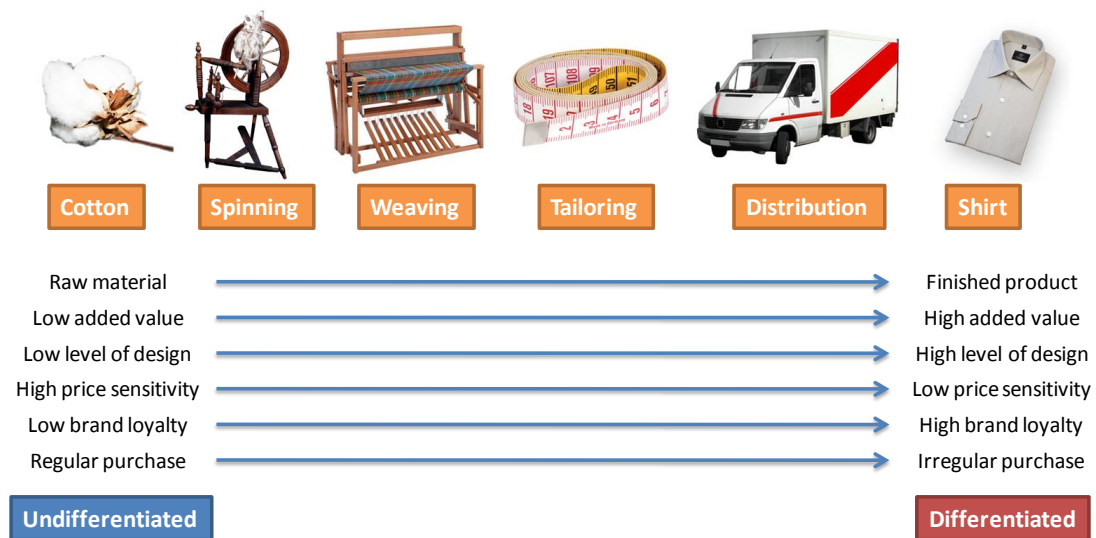 Cotton
Spinning
Weaving
Tailoring
Distribution
Shirt
Raw material
Finished product
Low added value
High added value
Low level of design
High level of design
High price sensitivity
Low price sensitivity
Low brand loyalty
High brand loyalty
Regular purchase
Irregular purchase
Undifferentiated
Differentiated